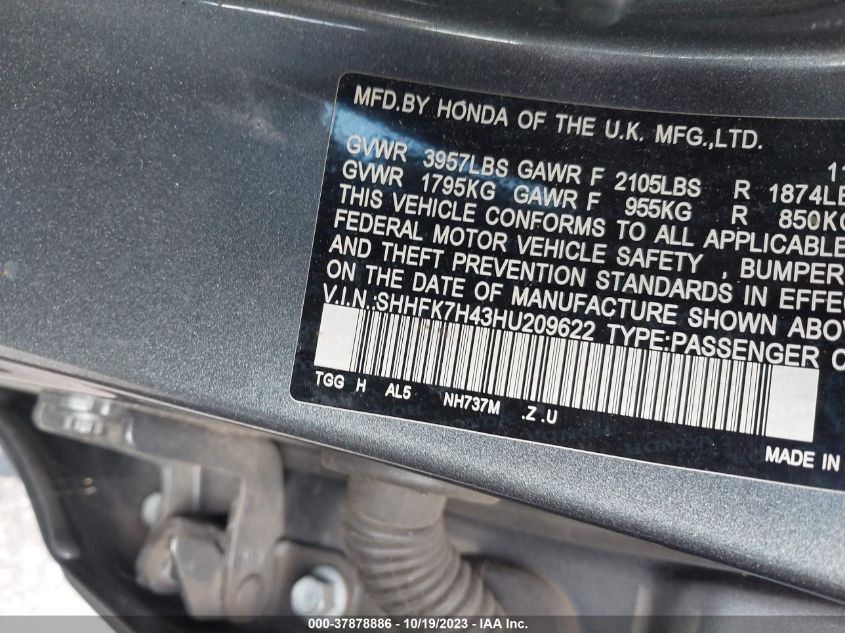 MFD.BY HONDA OF THE U.K. MFG.,LTD. 11
GVWR 3957LBS GAWR F 2105LBS R 1874LB
GVWR 1795KG GAWR F 955KG R 850KG
THIS VEHICLE CONFORMS TO ALL APPLICABLE
FEDERAL MOTOR VEHICLE SAFETY , BUMPER
AND THEFT PREVENTION STANDARDS IN EFFEC
ON THE DATE OF MANUFACTURE SHOWN ABOV
V.I.N.:SHHFK7H43HU209622 TYPE:PASSENGER C
TGG H AL5 NH737M .Z .U
MADE IN
000-37878886 - 10/19/2023 - IAA Inc.